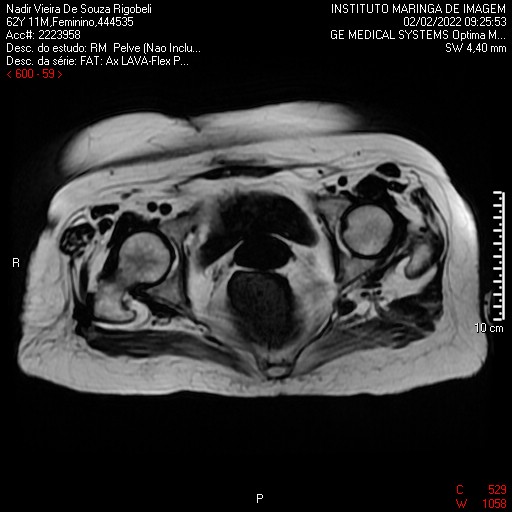 Nadir Vieira De Souza Rigobeli
62Y 11M,Feminino,444535
Acc#: 2223958
Desc. do estudo: RM Pelve (Nao Inclu...
Desc. da série: FAT: Ax LAVA-Flex P...
< 600 - 59 >
INSTITUTO MARINGA DE IMAGEM
02/02/2022 09:25:53
GE MEDICAL SYSTEMS Optima M...
SW 4,40 mm
R
10 cm
P
C 529
W 1058